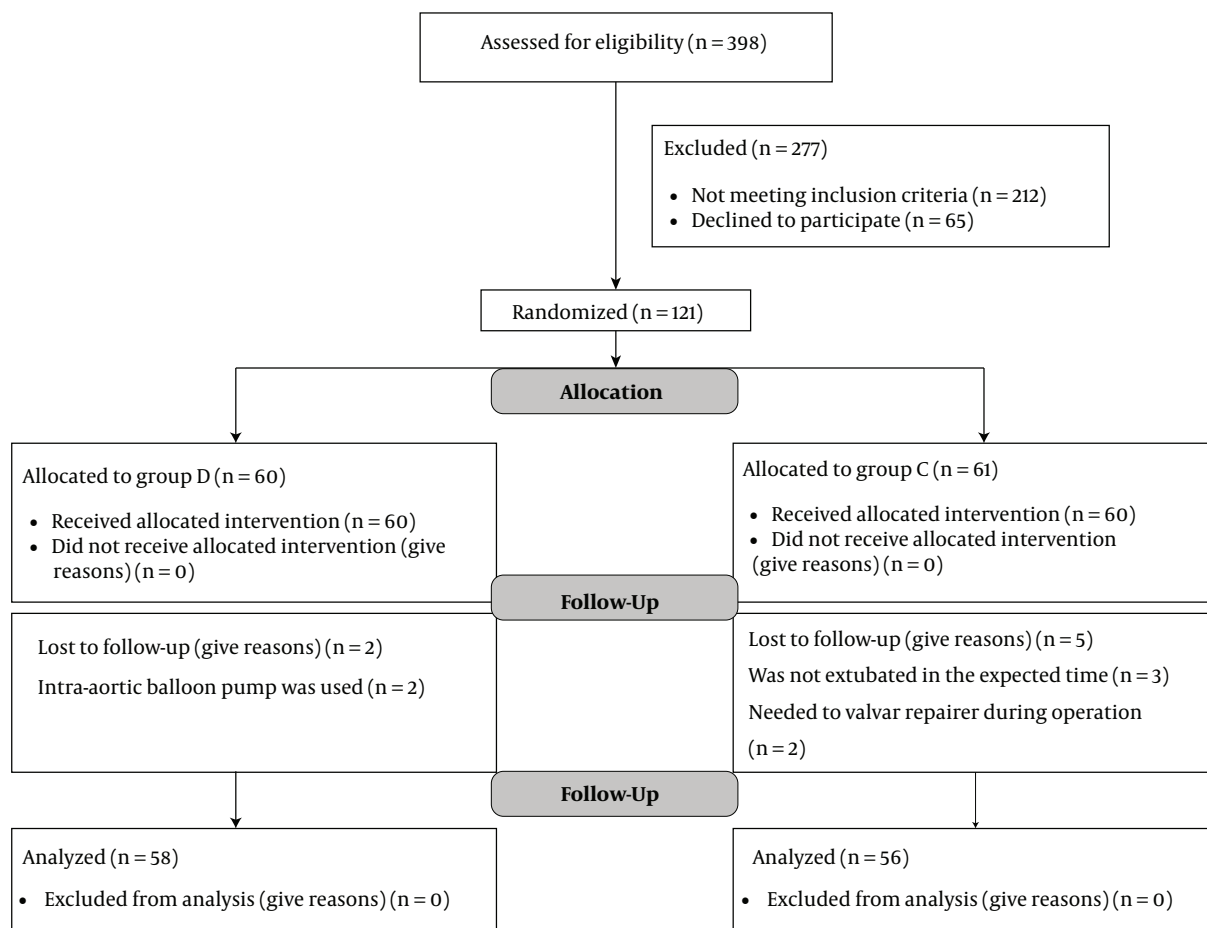 Assessed for eligibility (n = 398)
Excluded (n = 277)
• Not meeting inclusion criteria (n = 212)
• Declined to participate (n = 65)
Randomized (n = 121)
Allocation
Allocated to group D (n = 60)
• Received allocated intervention (n = 60)
• Did not receive allocated intervention (give
reasons) (n = 0)
Allocated to group C (n = 61)
• Received allocated intervention (n = 60)
• Did not receive allocated intervention
(give reasons) (n = 0)
Follow-Up
Lost to follow-up (give reasons) (n = 2)
Intra-aortic balloon pump was used (n = 2)
Lost to follow-up (give reasons) (n = 5)
Was not extubated in the expected time (n = 3)
Needed to valvar repairer during operation
(n = 2)
Follow-Up
Analyzed (n = 58)
• Excluded from analysis (give reasons) (n = 0)
Analyzed (n = 56)
• Excluded from analysis (give reasons) (n = 0)